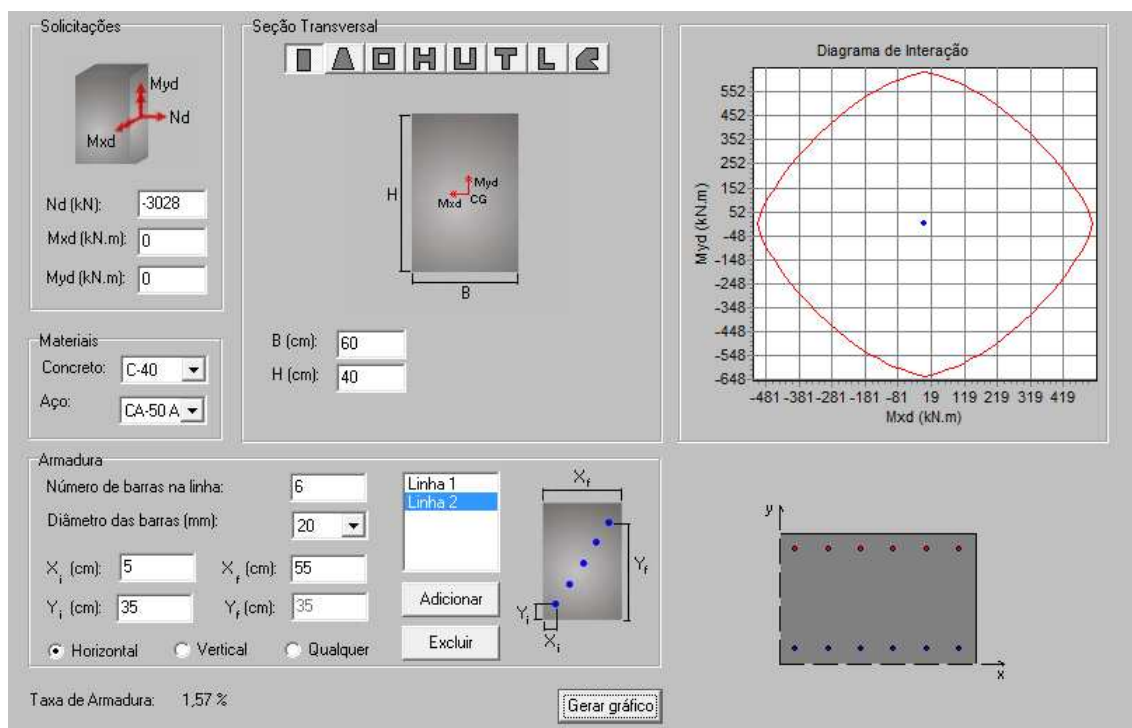 Solicitações
Myd
Nd
Mxd
Nd (kN): -3028
Mxd (kN.m): 0
Myd (kN.m): 0
Materiais
Concreto: C-40
Aço: CA-50 A
Seção Transversal
H
Myd
Mxd CG
B
B (cm): 60
H (cm): 40
Diagrama de Interação
Myd (kN.m)
552
452
352
252
152
52
-48
-148
-248
-348
-448
-548
-648
-481 -381 -281 -181 -81 19 119 219 319 419
Mxd (kN.m)
Armadura
Número de barras na linha: 6
Diâmetro das barras (mm): 20
Xi (cm): 5 Xf (cm): 55
Yi (cm): 35 Yf (cm): 35
Horizontal Vertical Qualquer
Linha 1
Linha 2
Adicionar
Excluir
Xf
Yf
Yi
Xi
y
x
Taxa de Armadura: 1,57 %
Gerar gráfico